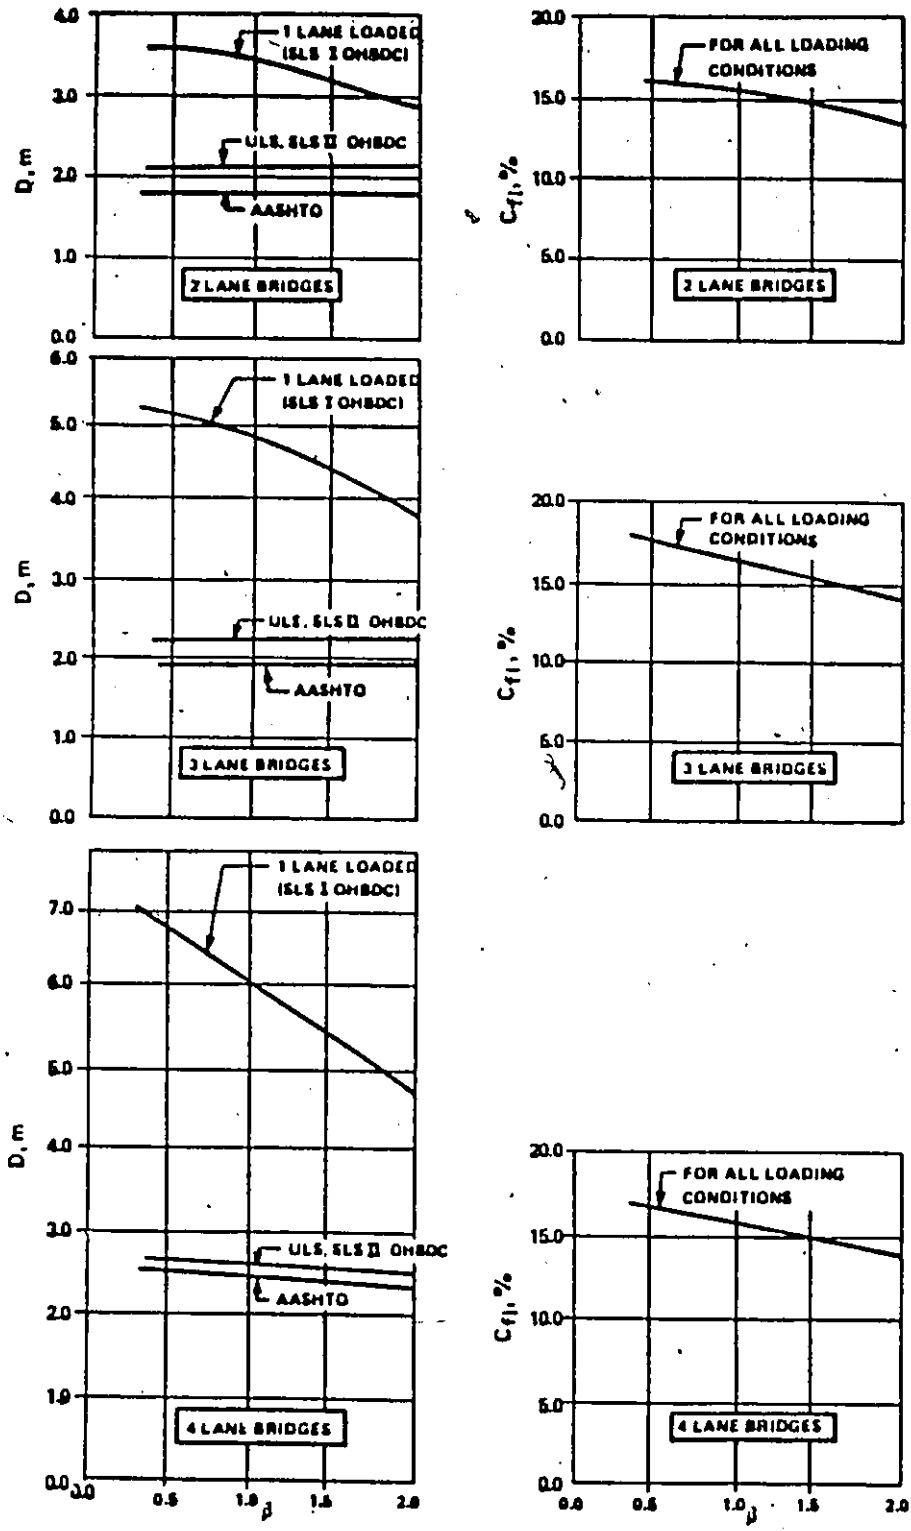 4.0
3.0
2.0
1.0
0.0
D, m
1 LANE LOADED
(SLS I OHBDC)
ULS, SLS II OHBDC
AASHTO
2 LANE BRIDGES
20.0
15.0
10.0
5.0
0.0
Cfl, %
FOR ALL LOADING
CONDITIONS
2 LANE BRIDGES
6.0
5.0
4.0
3.0
2.0
1.0
0.0
D, m
1 LANE LOADED
(SLS I OHBDC)
ULS, SLS II OHBDC
AASHTO
3 LANE BRIDGES
20.0
15.0
10.0
5.0
0.0
Cfl, %
FOR ALL LOADING
CONDITIONS
3 LANE BRIDGES
7.0
6.0
5.0
4.0
3.0
2.0
1.0
0.0
D, m
1 LANE LOADED
(SLS I OHBDC)
ULS, SLS II OHBDC
AASHTO
4 LANE BRIDGES
0.0 0.5 1.0 1.5 2.0
β
20.0
15.0
10.0
5.0
0.0
Cfl, %
FOR ALL LOADING
CONDITIONS
4 LANE BRIDGES
0.0 0.5 1.0 1.5 2.0
β